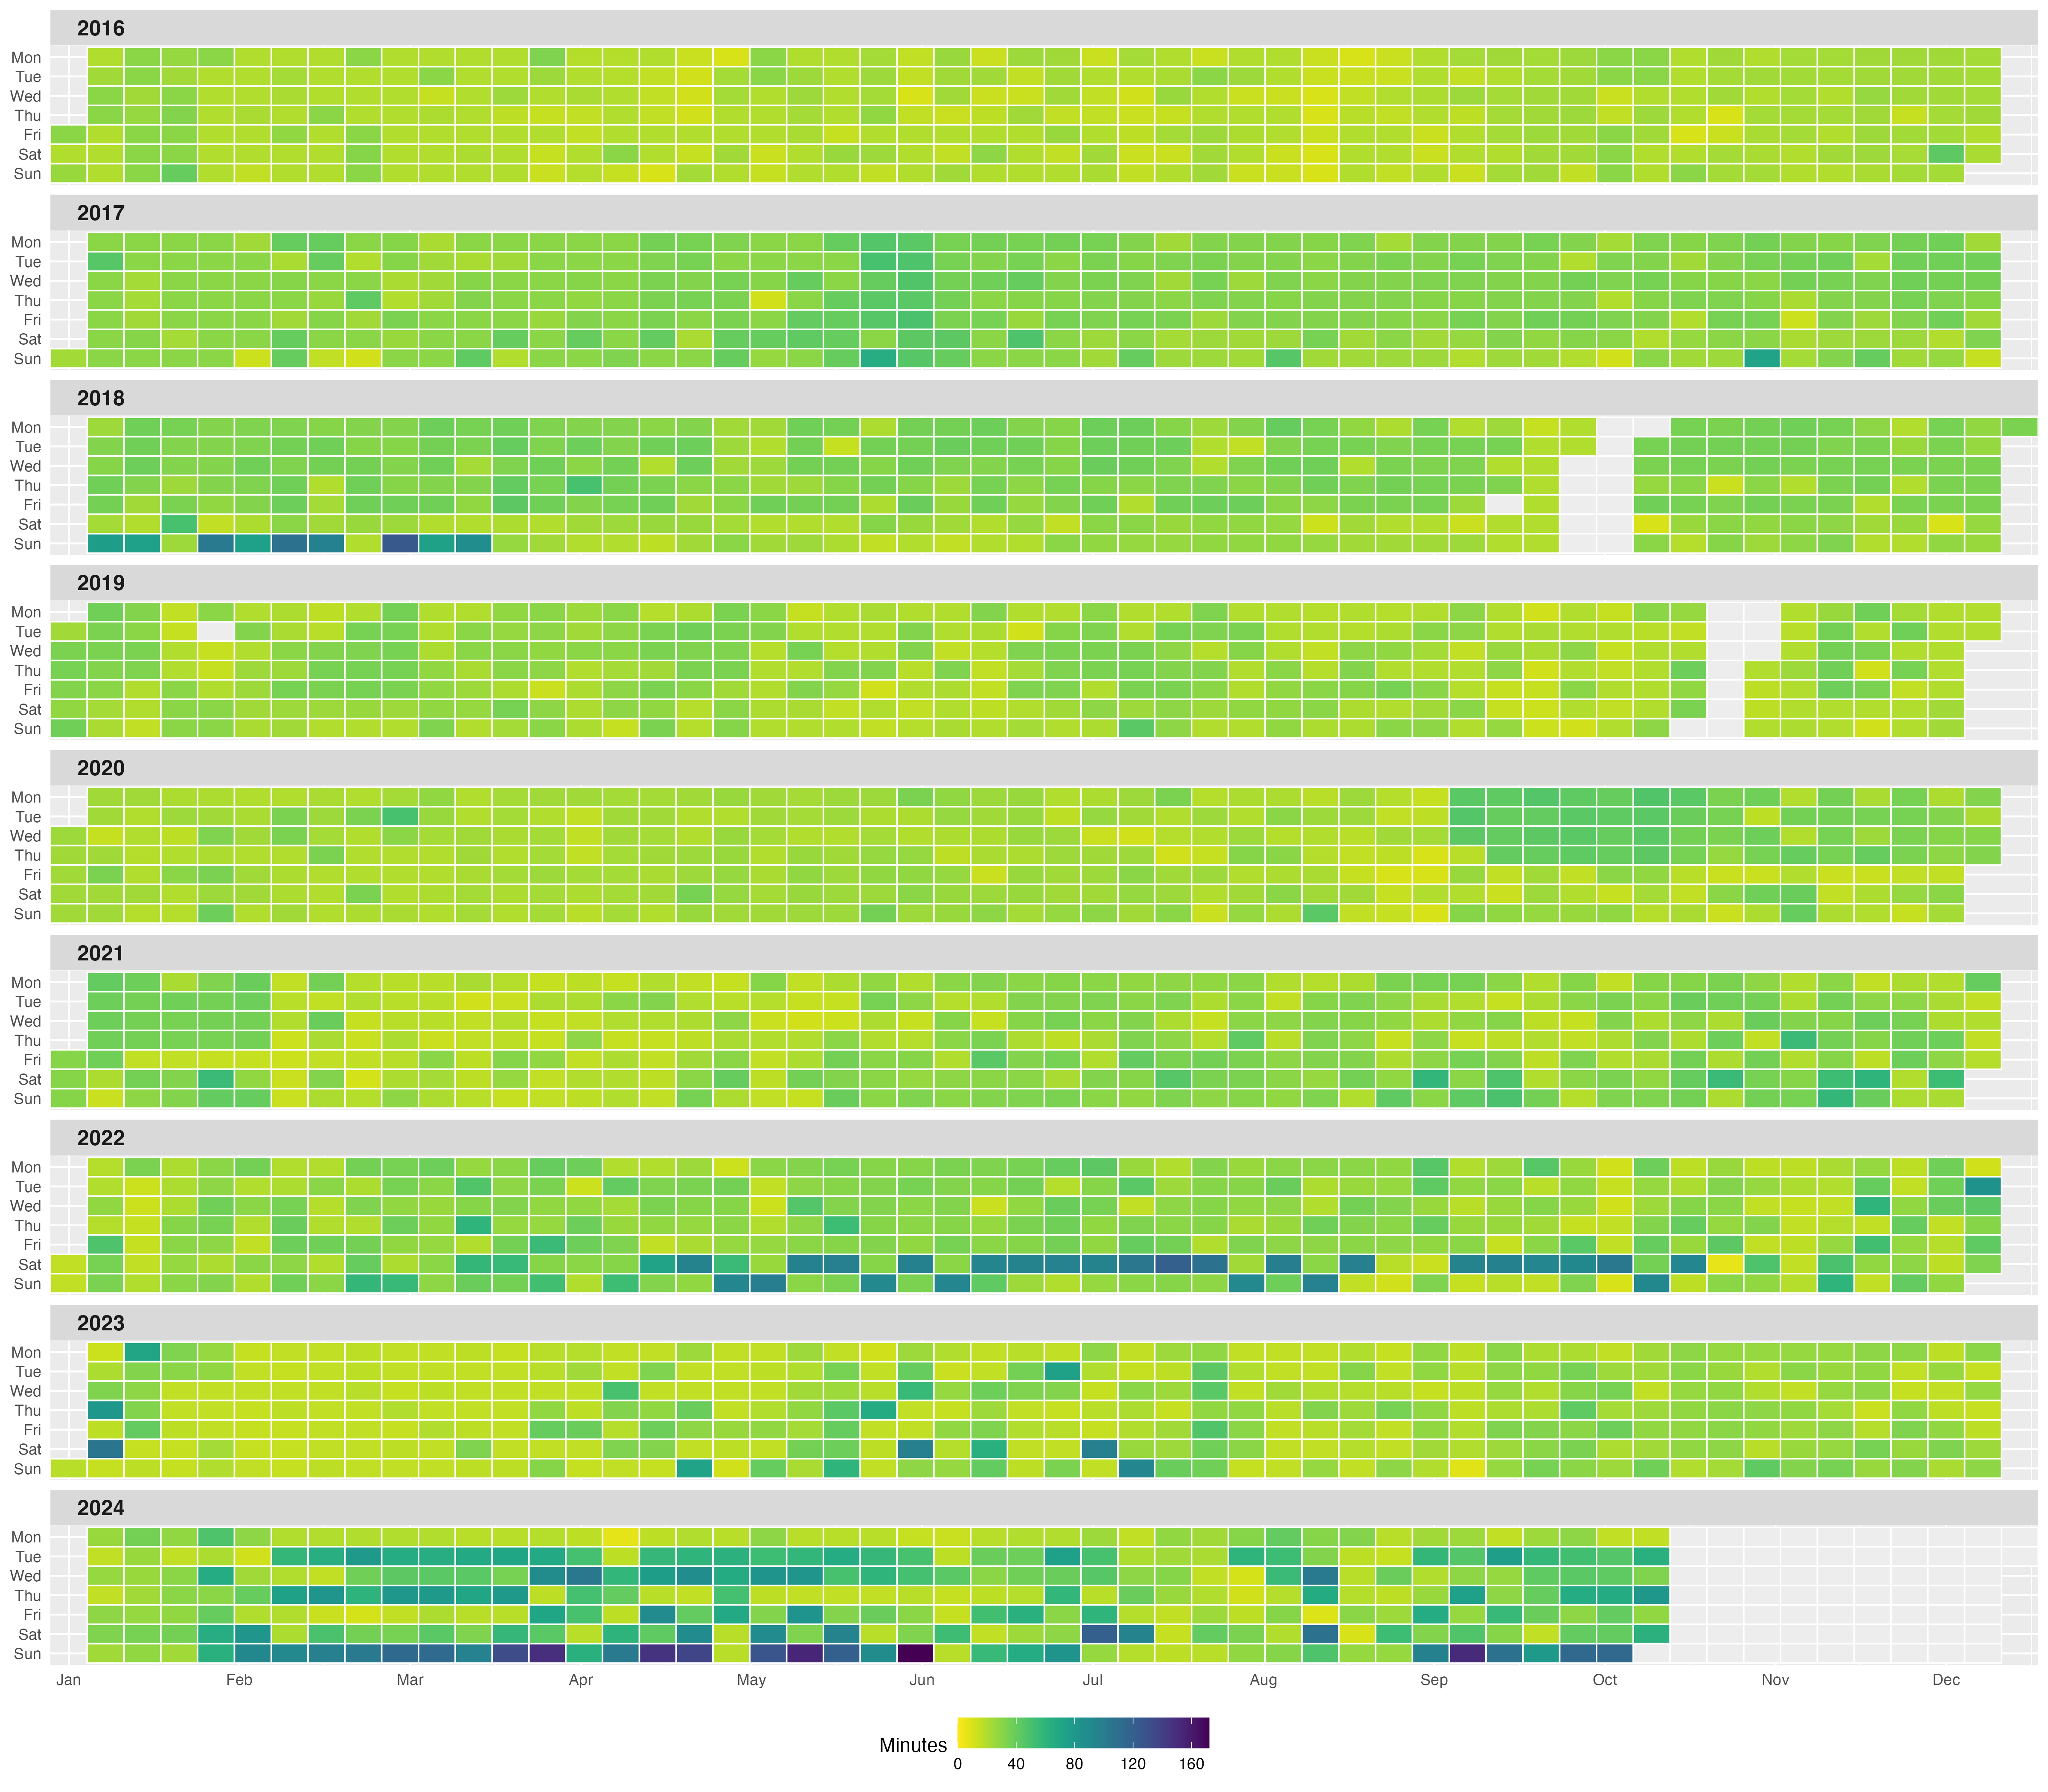 2016
Mon
Tue
Wed
Thu
Fri
Sat
Sun
2017
Mon
Tue
Wed
Thu
Fri
Sat
Sun
2018
Mon
Tue
Wed
Thu
Fri
Sat
Sun
2019
Mon
Tue
Wed
Thu
Fri
Sat
Sun
2020
Mon
Tue
Wed
Thu
Fri
Sat
Sun
2021
Mon
Tue
Wed
Thu
Fri
Sat
Sun
2022
Mon
Tue
Wed
Thu
Fri
Sat
Sun
2023
Mon
Tue
Wed
Thu
Fri
Sat
Sun
2024
Mon
Tue
Wed
Thu
Fri
Sat
Sun
Jan Feb Mar Apr May Jun Jul Aug Sep Oct Nov Dec
Minutes
0 40 80 120 160